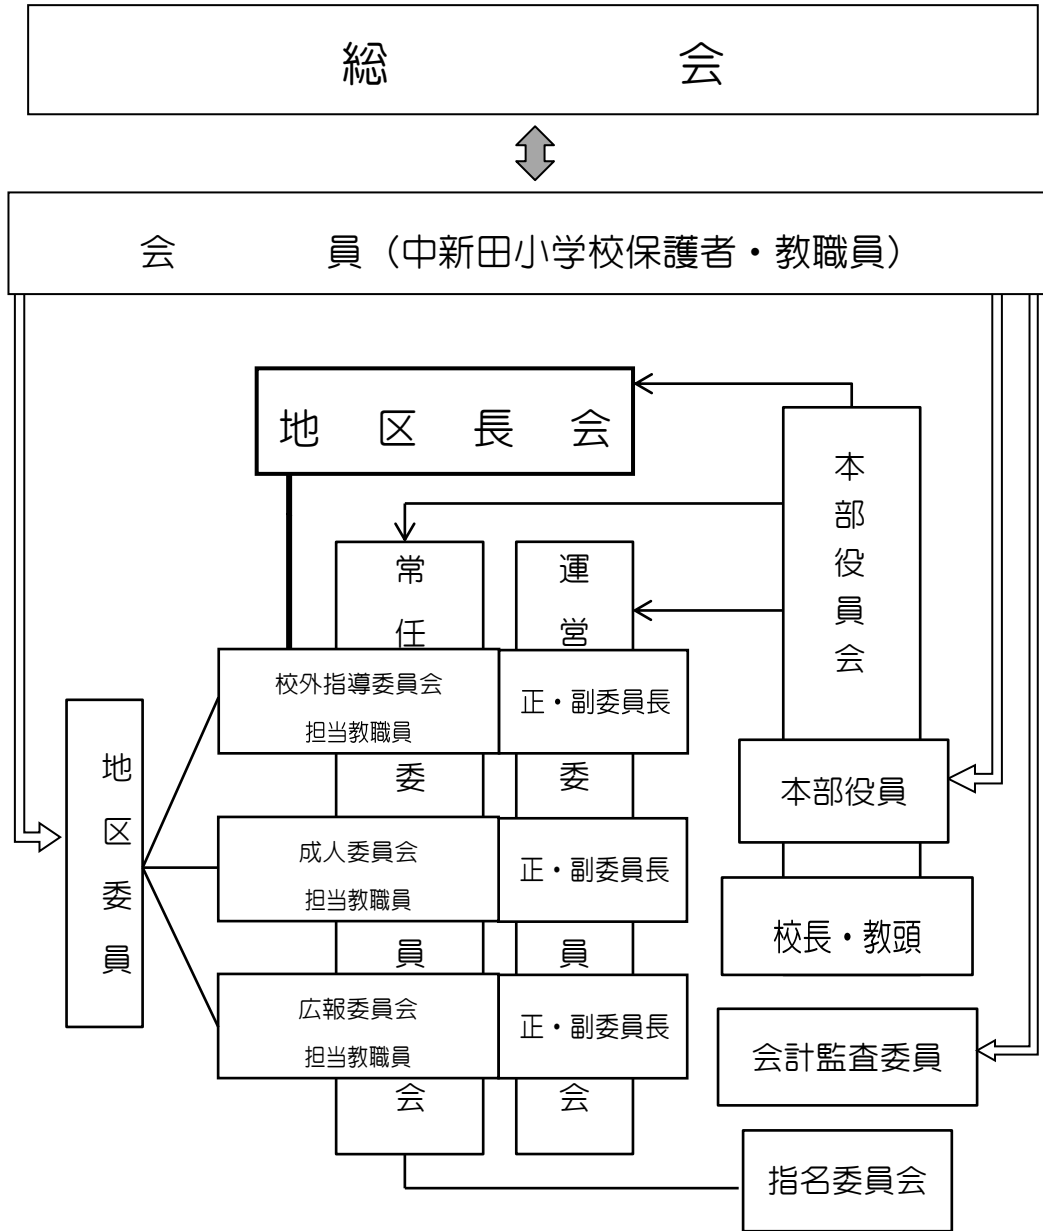 総　会
会　員（中新田小学校保護者・教職員）
地区長会
本部役員会
常任委員会
運営委員会
校外指導委員会
担当教職員
正・副委員長
地区委員
本部役員
成人委員会
担当教職員
正・副委員長
校長・教頭
広報委員会
担当教職員
正・副委員長
会計監査委員
指名委員会